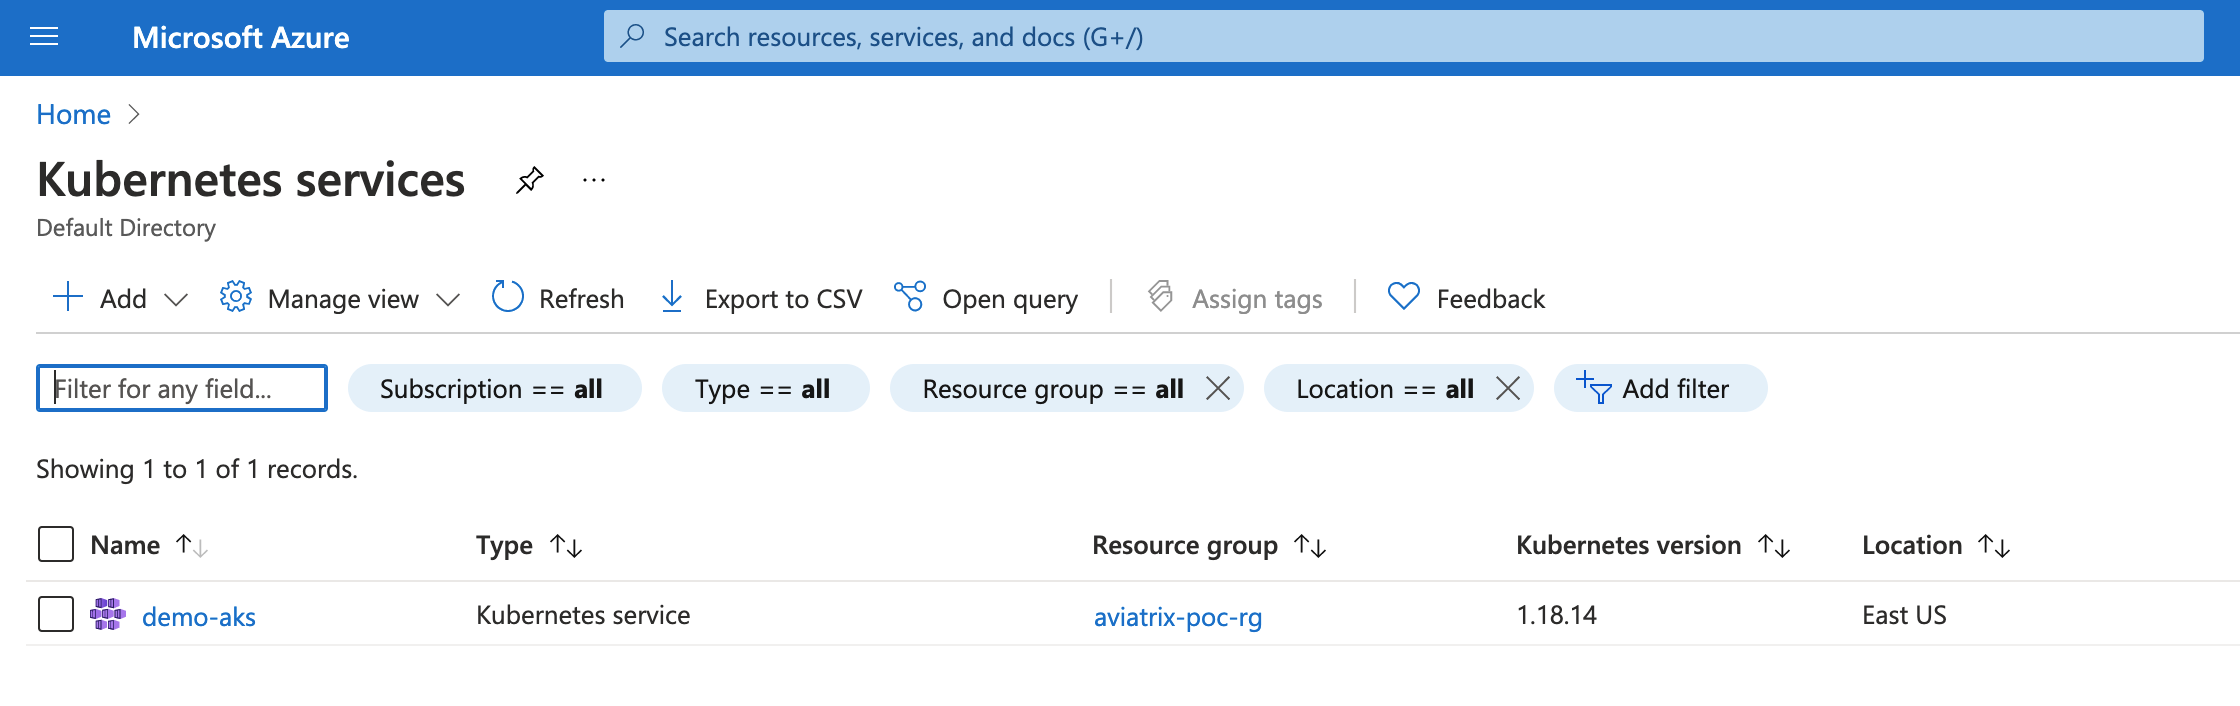 Microsoft Azure
Search resources, services, and docs (G+/)
Home
Kubernetes services
Default Directory
Add Manage view Refresh Export to CSV Open query Assign tags Feedback
Filter for any field... Subscription == all Type == all Resource group == all Location == all Add filter
Showing 1 to 1 of 1 records.
Name Type Resource group Kubernetes version Location
demo-aks Kubernetes service aviatrix-poc-rg 1.18.14 East US